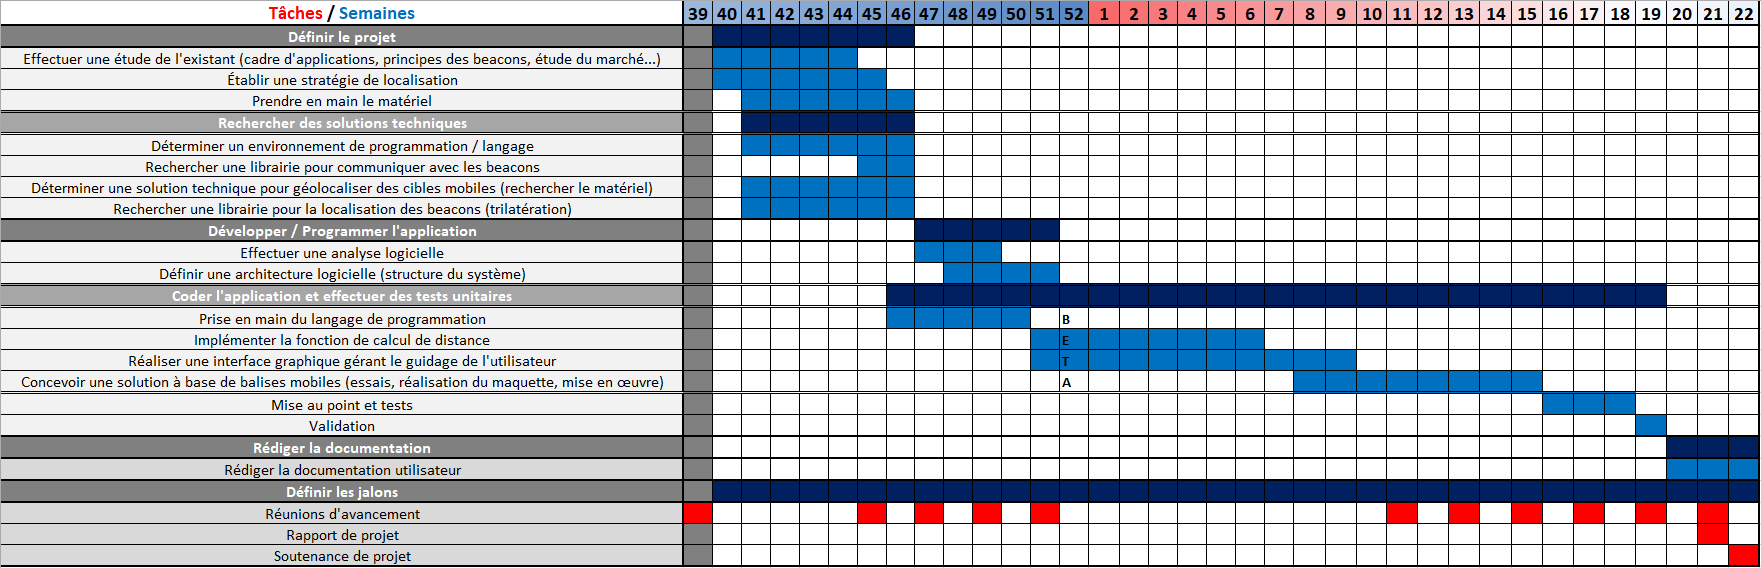 Tâches / Semaines 39 40 41 42 43 44 45 46 47 48 49 50 51 52 1 2 3 4 5 6 7 8 9 10 11 12 13 14 15 16 17 18 19 20 21 22
Définir le projet
Effectuer une étude de l'existant (cadre d'applications, principes des beacons, étude du marché...)
Établir une stratégie de localisation
Prendre en main le matériel
Rechercher des solutions techniques
Déterminer un environnement de programmation / langage
Rechercher une librairie pour communiquer avec les beacons
Déterminer une solution technique pour géolocaliser des cibles mobiles (rechercher le matériel)
Rechercher une librairie pour la localisation des beacons (trilatération)
Développer / Programmer l'application
Effectuer une analyse logicielle
Définir une architecture logicielle (structure du système)
Coder l'application et effectuer des tests unitaires
Prise en main du langage de programmation B
Implémenter la fonction de calcul de distance E
Réaliser une interface graphique gérant le guidage de l'utilisateur T
Concevoir une solution à base de balises mobiles (essais, réalisation du maquette, mise en œuvre) A
Mise au point et tests
Validation
Rédiger la documentation
Rédiger la documentation utilisateur
Définir les jalons
Réunions d'avancement
Rapport de projet
Soutenance de projet